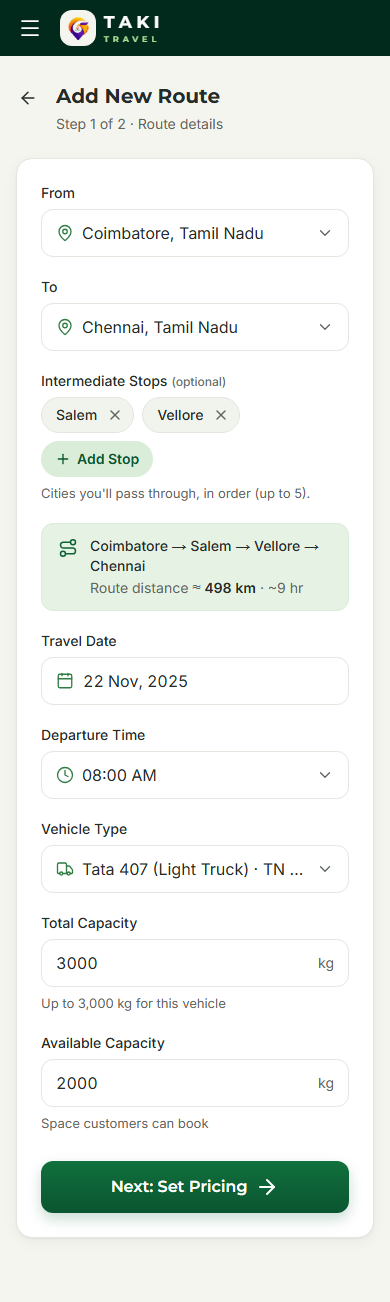 TAKI
TRAVEL
Add New Route
Step 1 of 2 · Route details
From
Coimbatore, Tamil Nadu
To
Chennai, Tamil Nadu
Intermediate Stops (optional)
Salem ×
Vellore ×
+ Add Stop
Cities you'll pass through, in order (up to 5).
Coimbatore → Salem → Vellore →
Chennai
Route distance ≈ 498 km · ~9 hr
Travel Date
22 Nov, 2025
Departure Time
08:00 AM
Vehicle Type
Tata 407 (Light Truck) · TN ...
Total Capacity
3000 kg
Up to 3,000 kg for this vehicle
Available Capacity
2000 kg
Space customers can book
Next: Set Pricing →